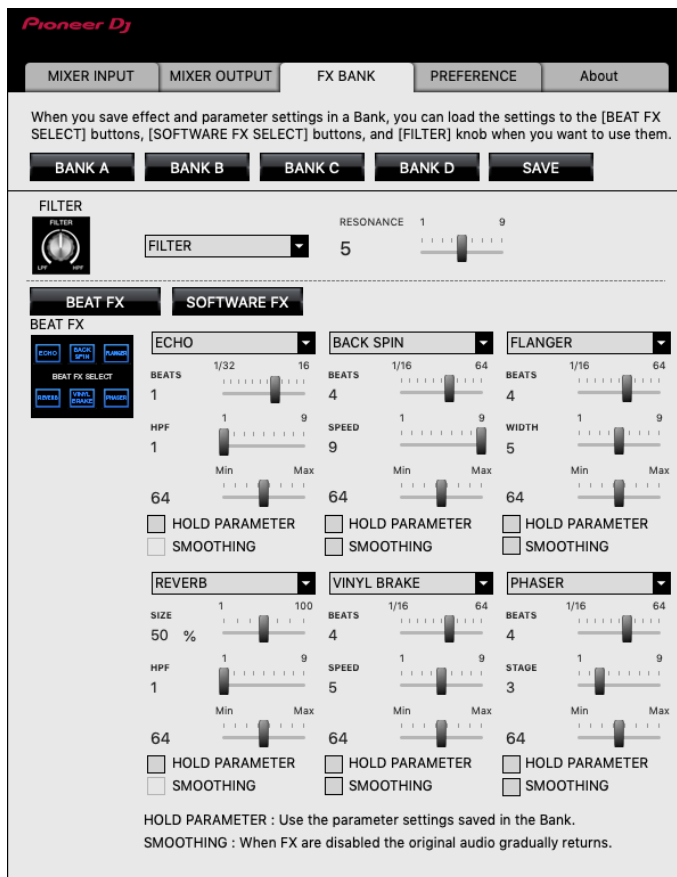 Pioneer Dj
MIXER INPUT MIXER OUTPUT FX BANK PREFERENCE About
When you save effect and parameter settings in a Bank, you can load the settings to the [BEAT FX
SELECT] buttons, [SOFTWARE FX SELECT] buttons, and [FILTER] knob when you want to use them.
BANK A BANK B BANK C BANK D SAVE
FILTER
FILTER
LPF HPF
FILTER
RESONANCE 1 9
5
BEAT FX SOFTWARE FX
BEAT FX
ECHO BACK SPIN FLANGER
BEAT FX SELECT
REVERB VINYL BRAKE PHASER
ECHO BACK SPIN FLANGER
1/32 16 1/16 64 1/16 64
BEATS BEATS BEATS
1 4 4
1 9 1 9 1 9
HPF SPEED WIDTH
1 9 5
Min Max Min Max Min Max
64 64 64
HOLD PARAMETER HOLD PARAMETER HOLD PARAMETER
SMOOTHING SMOOTHING SMOOTHING
REVERB VINYL BRAKE PHASER
1 100 1/16 64 1/16 64
SIZE BEATS BEATS
50 % 4 4
1 9 1 9 1 9
HPF SPEED STAGE
1 5 3
Min Max Min Max Min Max
64 64 64
HOLD PARAMETER HOLD PARAMETER HOLD PARAMETER
SMOOTHING SMOOTHING SMOOTHING
HOLD PARAMETER : Use the parameter settings saved in the Bank.
SMOOTHING : When FX are disabled the original audio gradually returns.